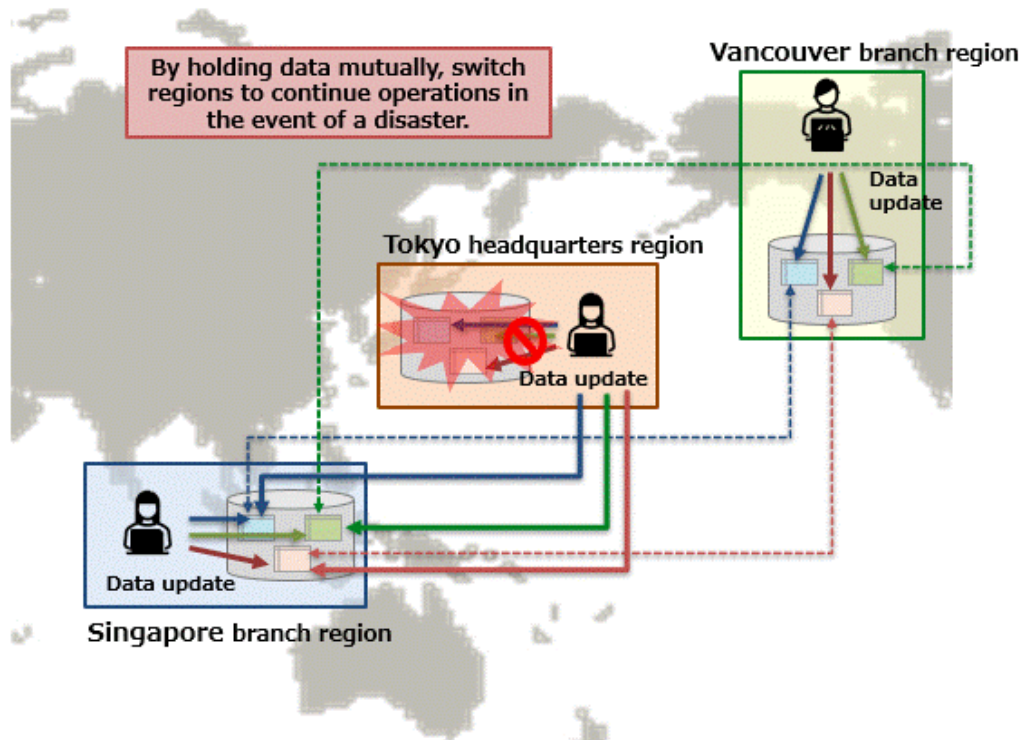 By holding data mutually, switch
regions to continue operations in
the event of a disaster.
Vancouver branch region
Data
update
Tokyo headquarters region
Data update
Data update
Singapore branch region